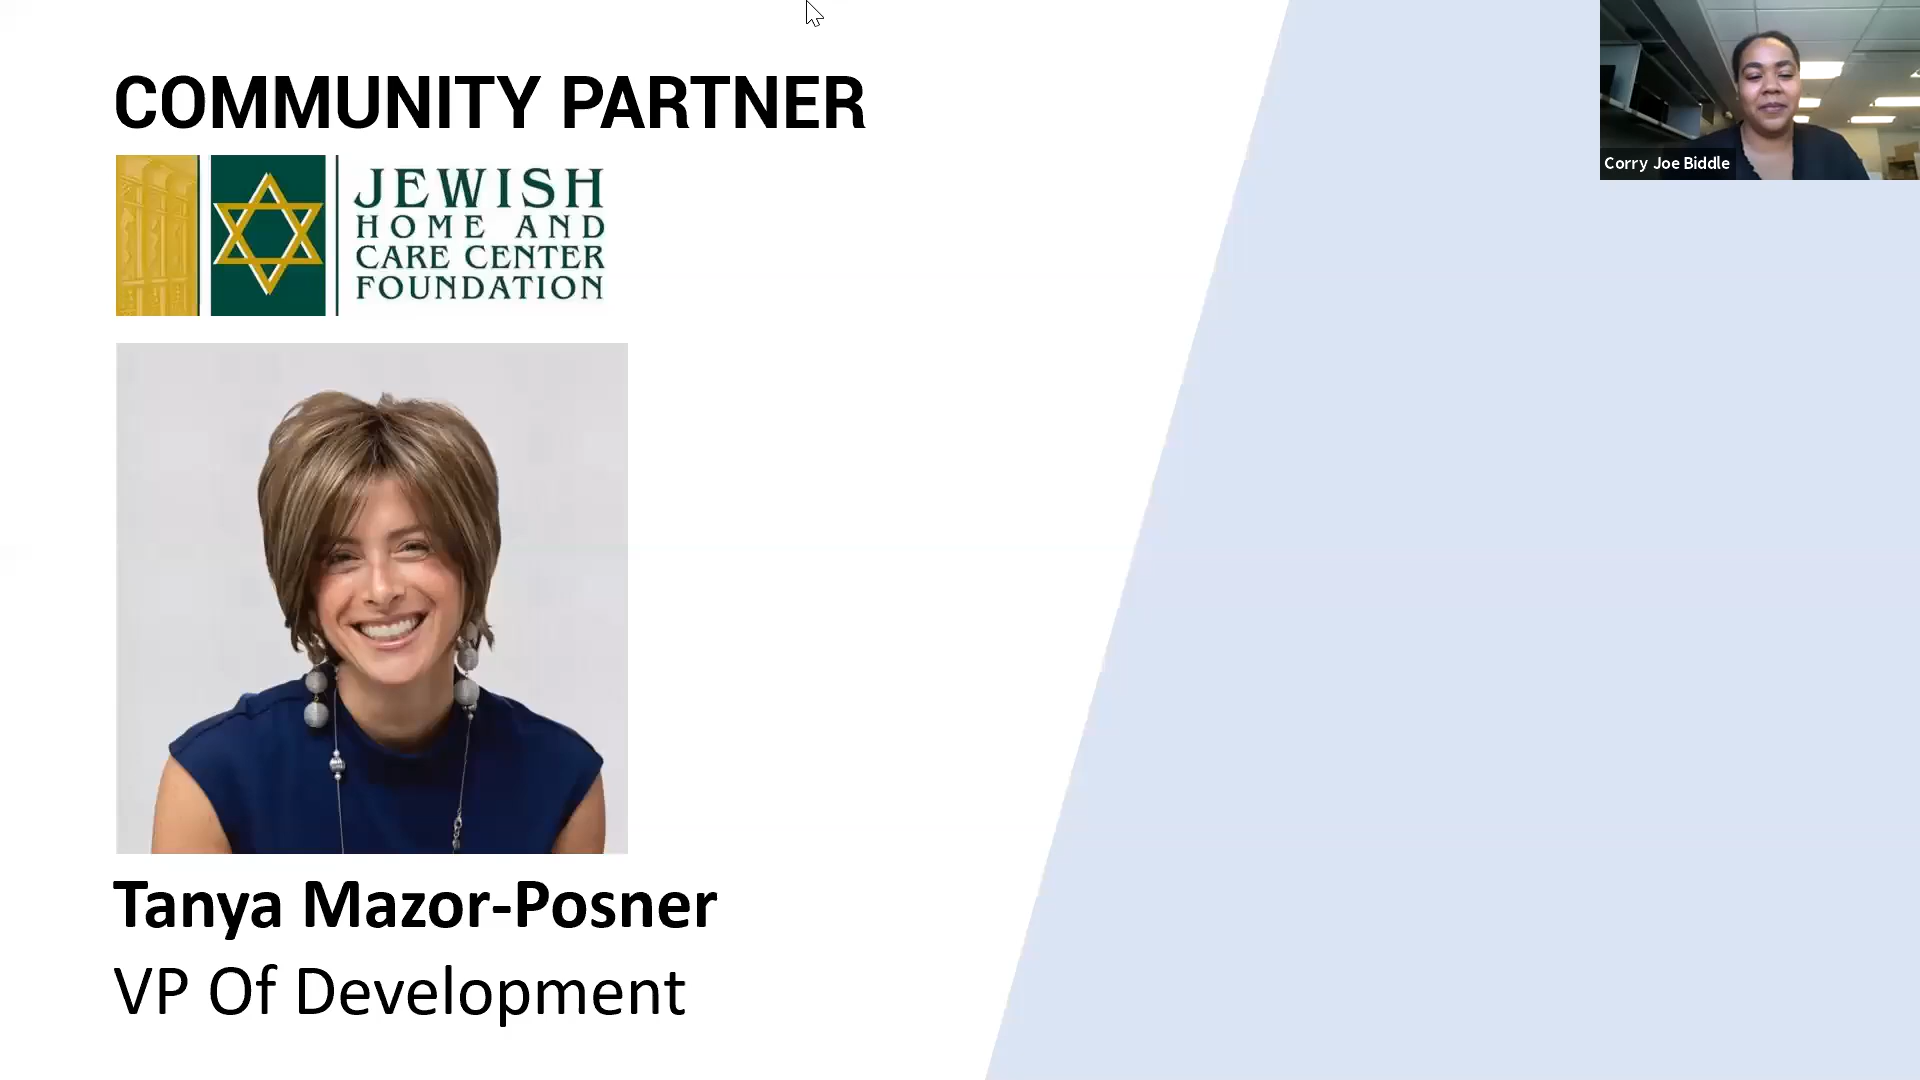 COMMUNITY PARTNER
JEWISH
HOME AND
CARE CENTER
FOUNDATION
Corry Joe Biddle
Tanya Mazor-Posner
VP Of Development